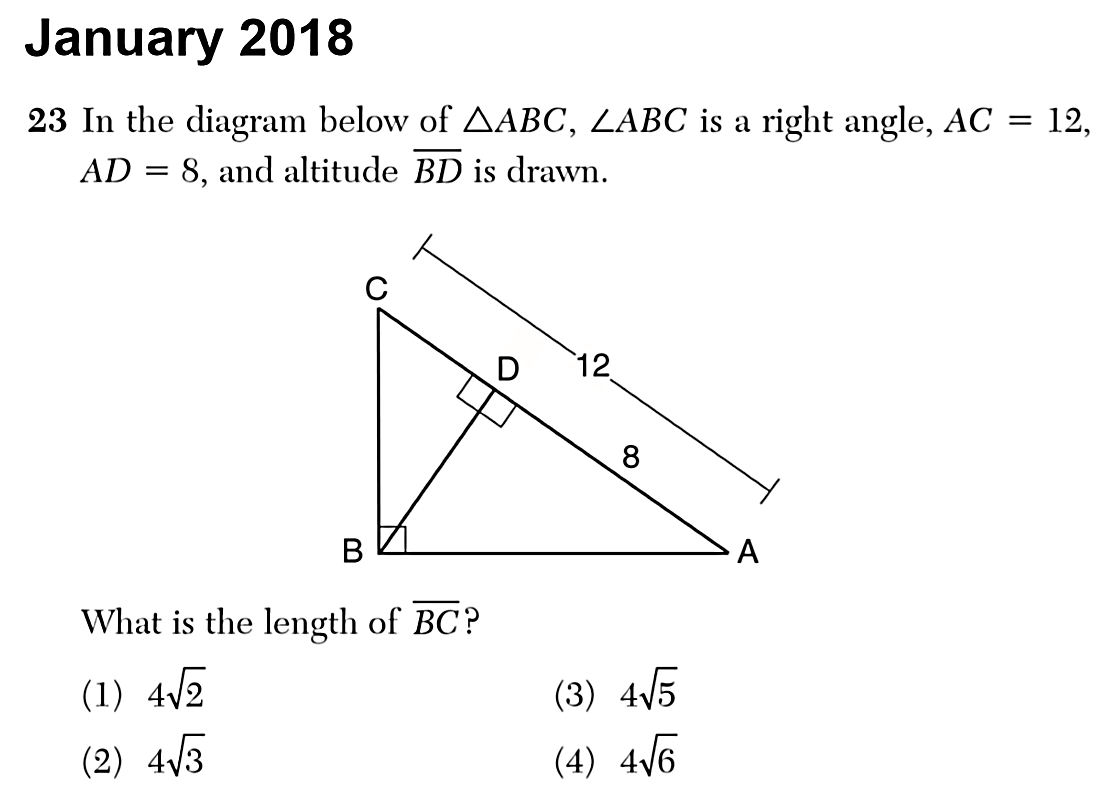 January 2018
23 In the diagram below of △ABC, ∠ABC is a right angle, AC = 12,
AD = 8, and altitude B̅D̅ is drawn.
C
D
12
8
B
A
What is the length of B̅C̅?
(1) 4√2
(3) 4√5
(2) 4√3
(4) 4√6